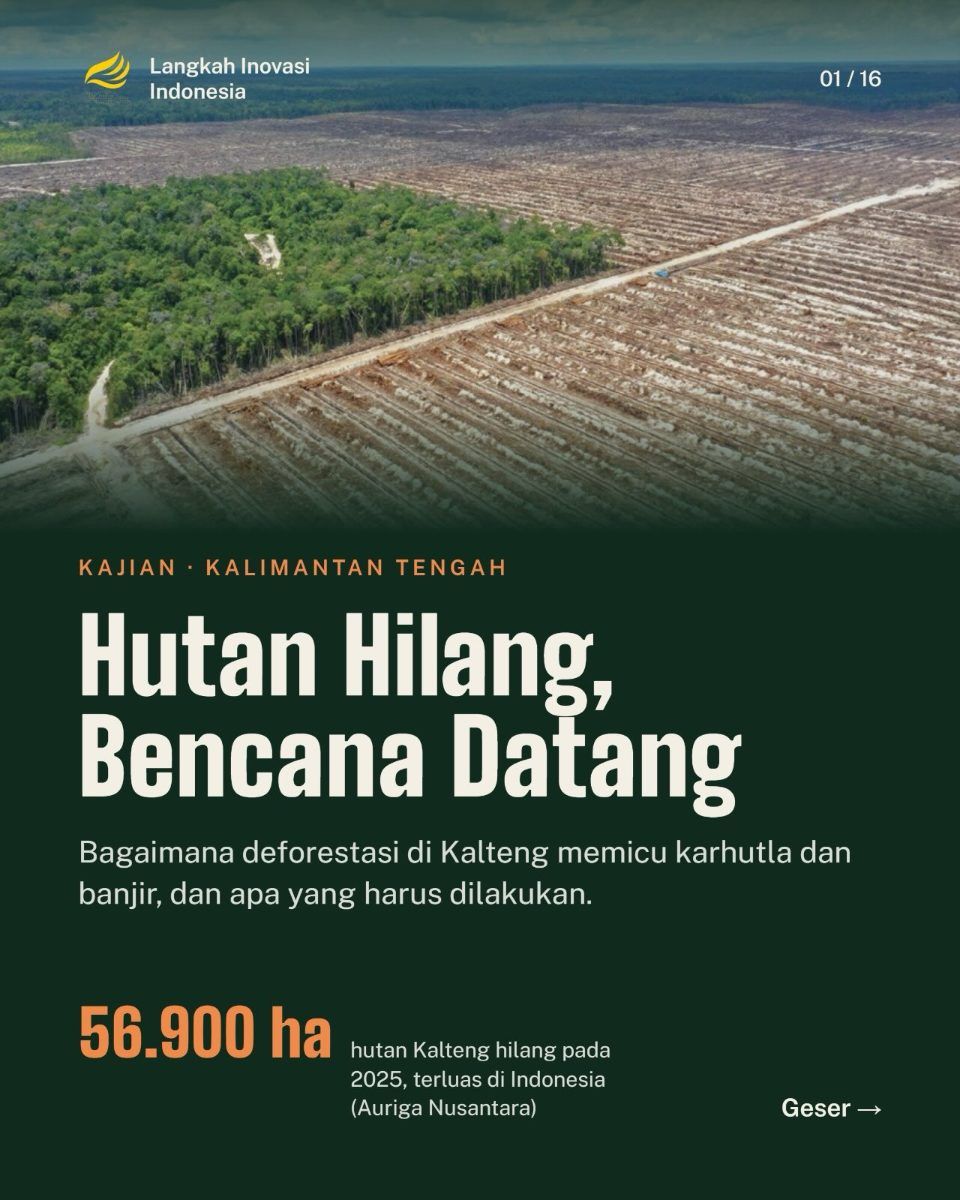 Langkah Inovasi
Indonesia
01 / 16
KAJIAN · KALIMANTAN TENGAH
Hutan Hilang,
Bencana Datang
Bagaimana deforestasi di Kalteng memicu karhutla dan
banjir, dan apa yang harus dilakukan.
56.900 ha
hutan Kalteng hilang pada
2025, terluas di Indonesia
(Auriga Nusantara)
Geser →